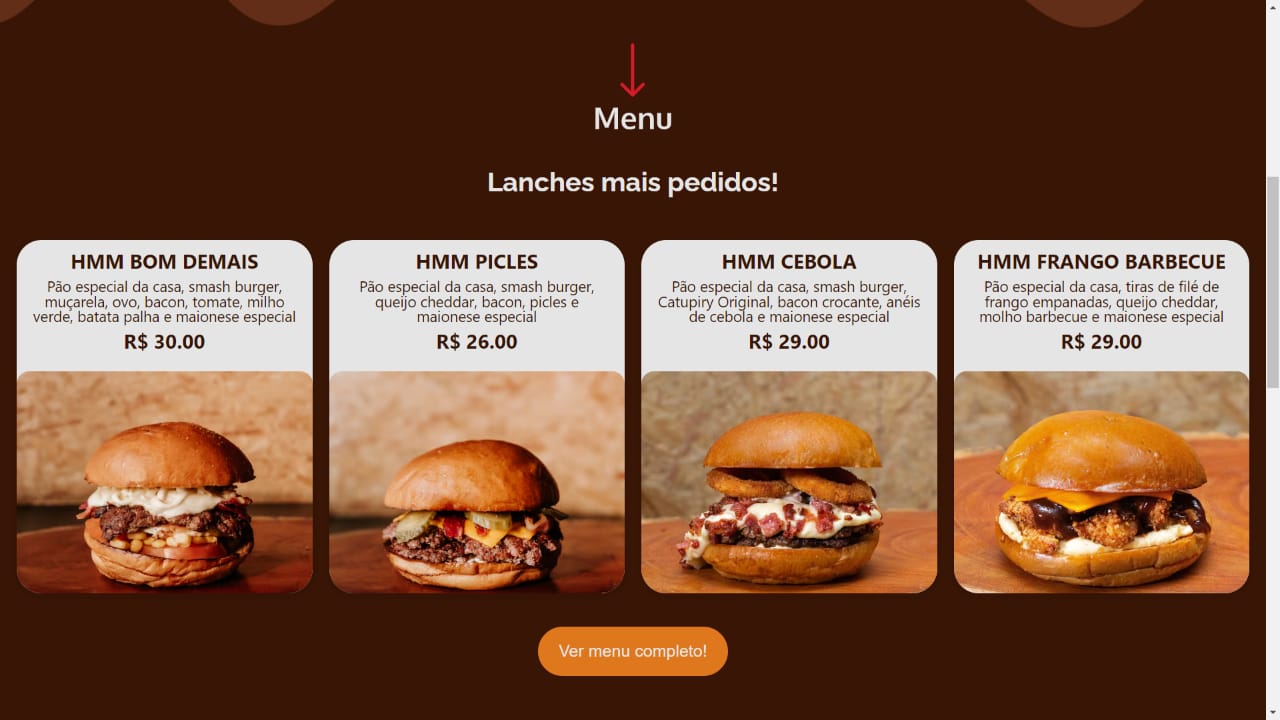 Menu
Lanches mais pedidos!
HMM BOM DEMAIS
Pão especial da casa, smash burger,
muçarela, ovo, bacon, tomate, milho
verde, batata palha e maionese especial
R$ 30.00
HMM PICLES
Pão especial da casa, smash burger,
queijo cheddar, bacon, picles e
maionese especial
R$ 26.00
HMM CEBOLA
Pão especial da casa, smash burger,
Catupiry Original, bacon crocante, anéis
de cebola e maionese especial
R$ 29.00
HMM FRANGO BARBECUE
Pão especial da casa, tiras de filé de
frango empanadas, queijo cheddar,
molho barbecue e maionese especial
R$ 29.00
Ver menu completo!